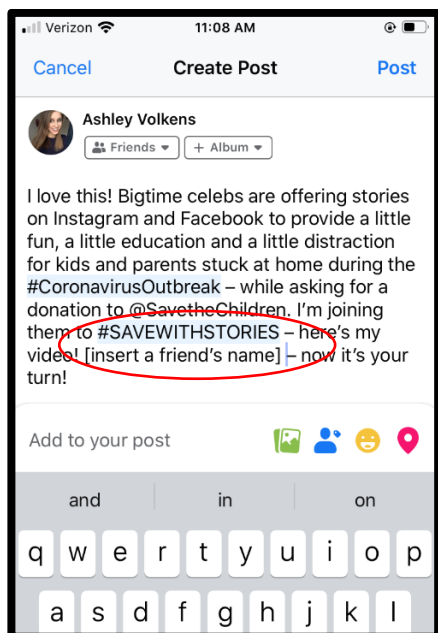 Verizon 11:08 AM
Cancel Create Post Post
Ashley Volkens
Friends + Album
I love this! Bigtime celebs are offering stories
on Instagram and Facebook to provide a little
fun, a little education and a little distraction
for kids and parents stuck at home during the
#CoronavirusOutbreak – while asking for a
donation to @SavetheChildren. I'm joining
them to #SAVEWITHSTORIES – here's my
video! [insert a friend's name] – now it's your
turn!
Add to your post
and in on
q w e r t y u i o p
a s d f g h j k l